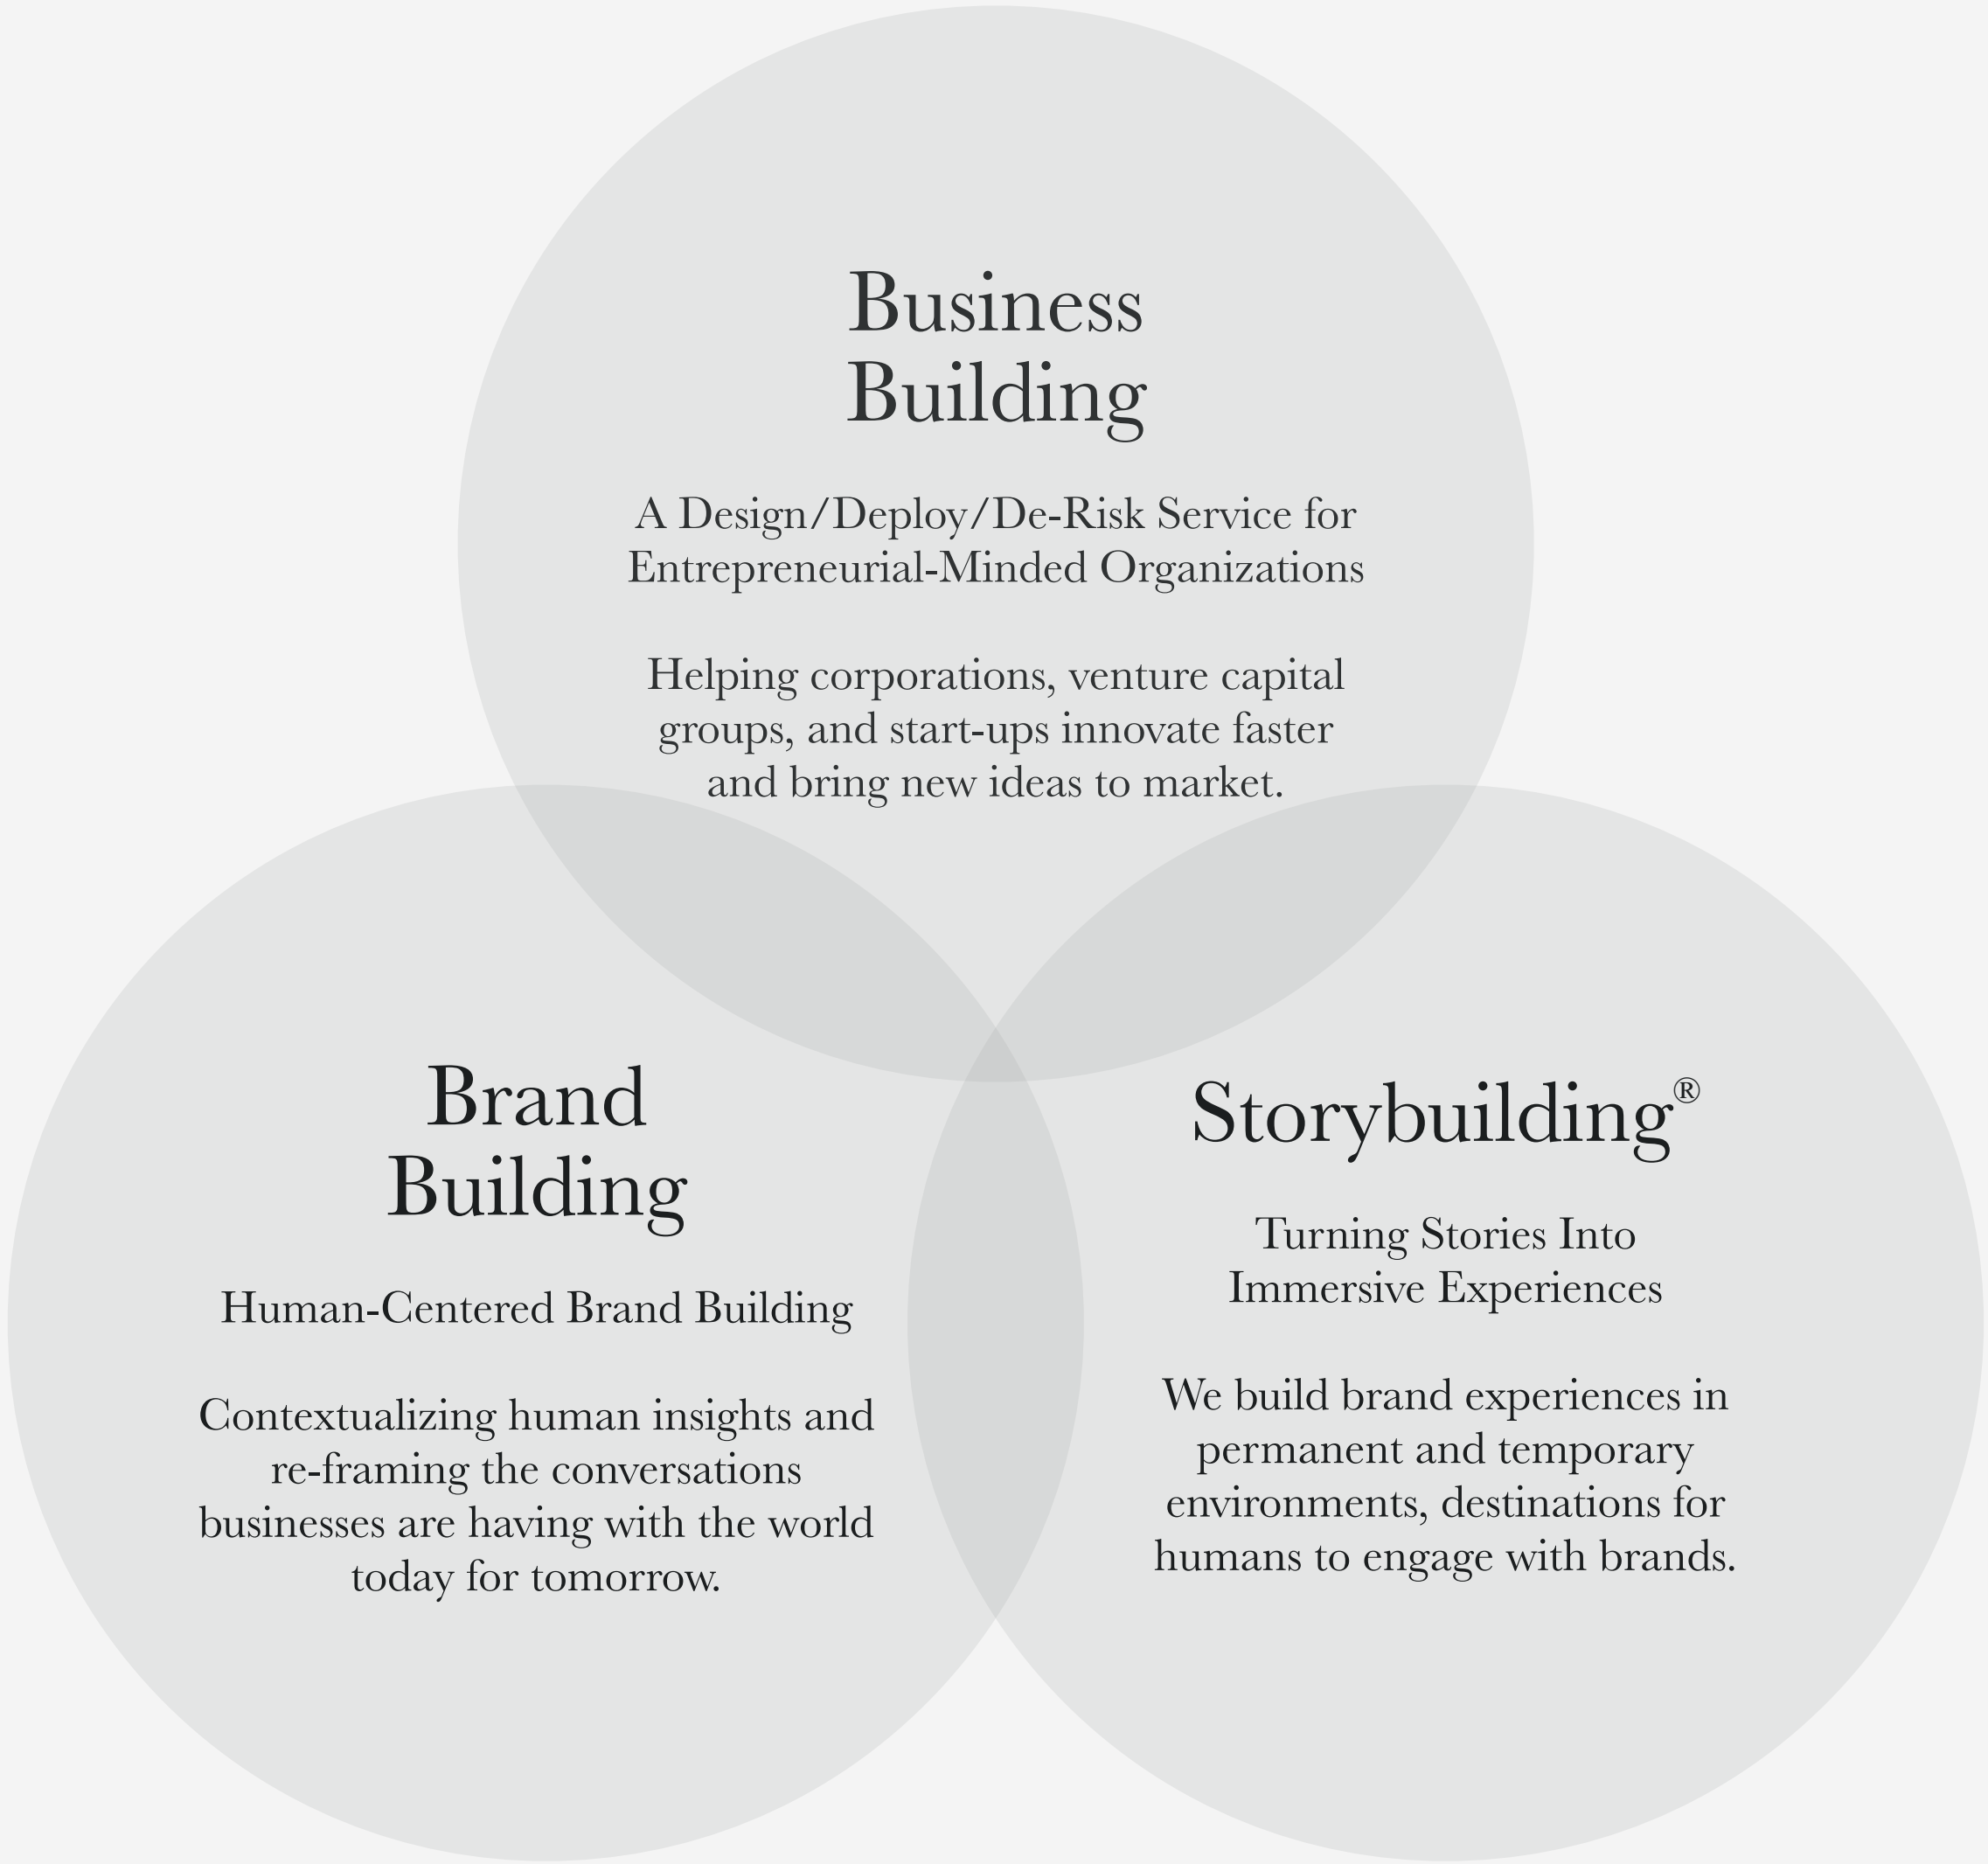 Business
Building
A Design/Deploy/De-Risk Service for
Entrepreneurial-Minded Organizations
Helping corporations, venture capital
groups, and start-ups innovate faster
and bring new ideas to market.
Brand
Building
Human-Centered Brand Building
Contextualizing human insights and
re-framing the conversations
businesses are having with the world
today for tomorrow.
Storybuilding®
Turning Stories Into
Immersive Experiences
We build brand experiences in
permanent and temporary
environments, destinations for
humans to engage with brands.